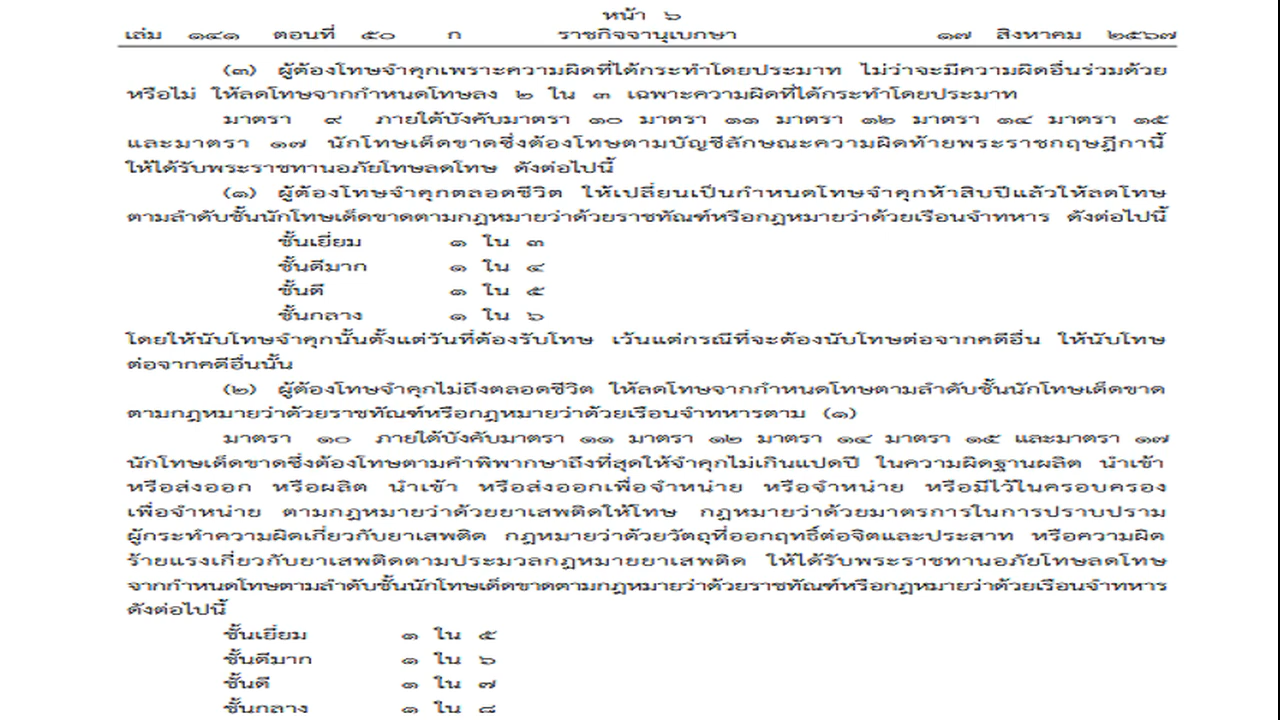 หน้า ๖
เล่ม ๑๔๑ ตอนที่ ๕๐ ก ราชกิจจานุเบกษา ๑๗ สิงหาคม ๒๕๖๗
(๓) ผู้ต้องโทษจำคุกเพราะความผิดที่ได้กระทำโดยประมาท ไม่ว่าจะมีความผิดอื่นร่วมด้วย
หรือไม่ ให้ลดโทษจากกำหนดโทษลง ๒ ใน ๓ เฉพาะความผิดที่ได้กระทำโดยประมาท
มาตรา ๙ ภายใต้บังคับมาตรา ๑๐ มาตรา ๑๑ มาตรา ๑๒ มาตรา ๑๔ มาตรา ๑๕
และมาตรา ๑๗ นักโทษเด็ดขาดซึ่งต้องโทษตามบัญชีลักษณะความผิดท้ายพระราชกฤษฎีกานี้
ให้ได้รับพระราชทานอภัยโทษลดโทษ ดังต่อไปนี้
(๑) ผู้ต้องโทษจำคุกตลอดชีวิต ให้เปลี่ยนเป็นกำหนดโทษจำคุกห้าสิบปีแล้วให้ลดโทษ
ตามลำดับชั้นนักโทษเด็ดขาดตามกฎหมายว่าด้วยราชทัณฑ์หรือกฎหมายว่าด้วยเรือนจำทหาร ดังต่อไปนี้
ชั้นเยี่ยม ๑ ใน ๓
ชั้นดีมาก ๑ ใน ๔
ชั้นดี ๑ ใน ๕
ชั้นกลาง ๑ ใน ๖
โดยให้นับโทษจำคุกนั้นตั้งแต่วันที่ต้องรับโทษ เว้นแต่กรณีที่จะต้องนับโทษต่อจากคดีอื่น ให้นับโทษ
ต่อจากคดีอื่นนั้น
(๒) ผู้ต้องโทษจำคุกไม่ถึงตลอดชีวิต ให้ลดโทษจากกำหนดโทษตามลำดับชั้นนักโทษเด็ดขาด
ตามกฎหมายว่าด้วยราชทัณฑ์หรือกฎหมายว่าด้วยเรือนจำทหารตาม (๑)
มาตรา ๑๐ ภายใต้บังคับมาตรา ๑๑ มาตรา ๑๒ มาตรา ๑๔ มาตรา ๑๕ และมาตรา ๑๗
นักโทษเด็ดขาดซึ่งต้องโทษตามคำพิพากษาถึงที่สุดให้จำคุกไม่เกินแปดปี ในความผิดฐานผลิต นำเข้า
หรือส่งออก หรือผลิต นำเข้า หรือส่งออกเพื่อจำหน่าย หรือจำหน่าย หรือมีไว้ในครอบครอง
เพื่อจำหน่าย ตามกฎหมายว่าด้วยยาเสพติดให้โทษ กฎหมายว่าด้วยมาตรการในการปราบปราม
ผู้กระทำความผิดเกี่ยวกับยาเสพติด กฎหมายว่าด้วยวัตถุที่ออกฤทธิ์ต่อจิตและประสาท หรือความผิด
ร้ายแรงเกี่ยวกับยาเสพติดตามประมวลกฎหมายยาเสพติด ให้ได้รับพระราชทานอภัยโทษลดโทษ
จากกำหนดโทษตามลำดับชั้นนักโทษเด็ดขาดตามกฎหมายว่าด้วยราชทัณฑ์หรือกฎหมายว่าด้วยเรือนจำทหาร
ดังต่อไปนี้
ชั้นเยี่ยม ๑ ใน ๕
ชั้นดีมาก ๑ ใน ๖
ชั้นดี ๑ ใน ๗
ชั้นกลาง ๑ ใน ๘